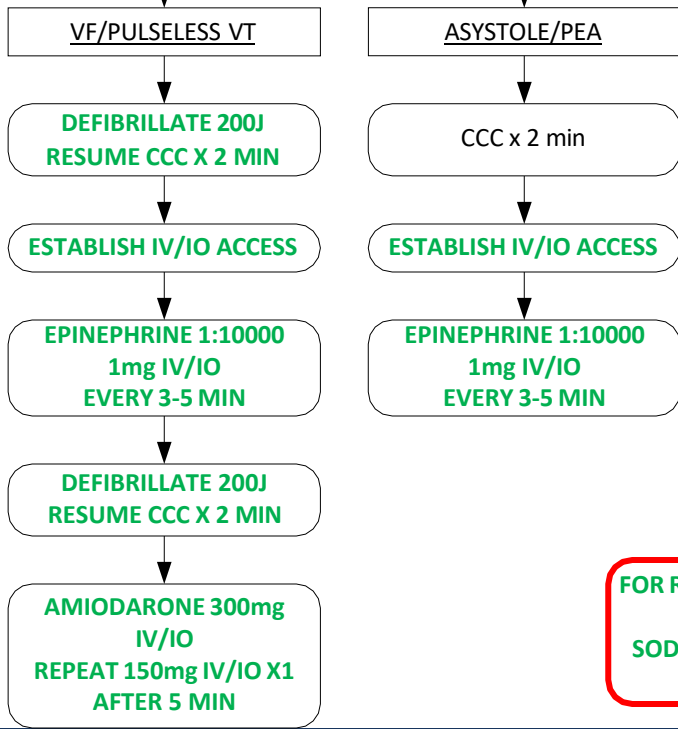 VF/PULSELESS VT
DEFIBRILLATE 200J
RESUME CCC X 2 MIN
ESTABLISH IV/IO ACCESS
EPINEPHRINE 1:10000
1mg IV/IO
EVERY 3-5 MIN
DEFIBRILLATE 200J
RESUME CCC X 2 MIN
AMIODARONE 300mg
IV/IO
REPEAT 150mg IV/IO X1
AFTER 5 MIN
ASYSTOLE/PEA
CCC x 2 min
ESTABLISH IV/IO ACCESS
EPINEPHRINE 1:10000
1mg IV/IO
EVERY 3-5 MIN
FOR